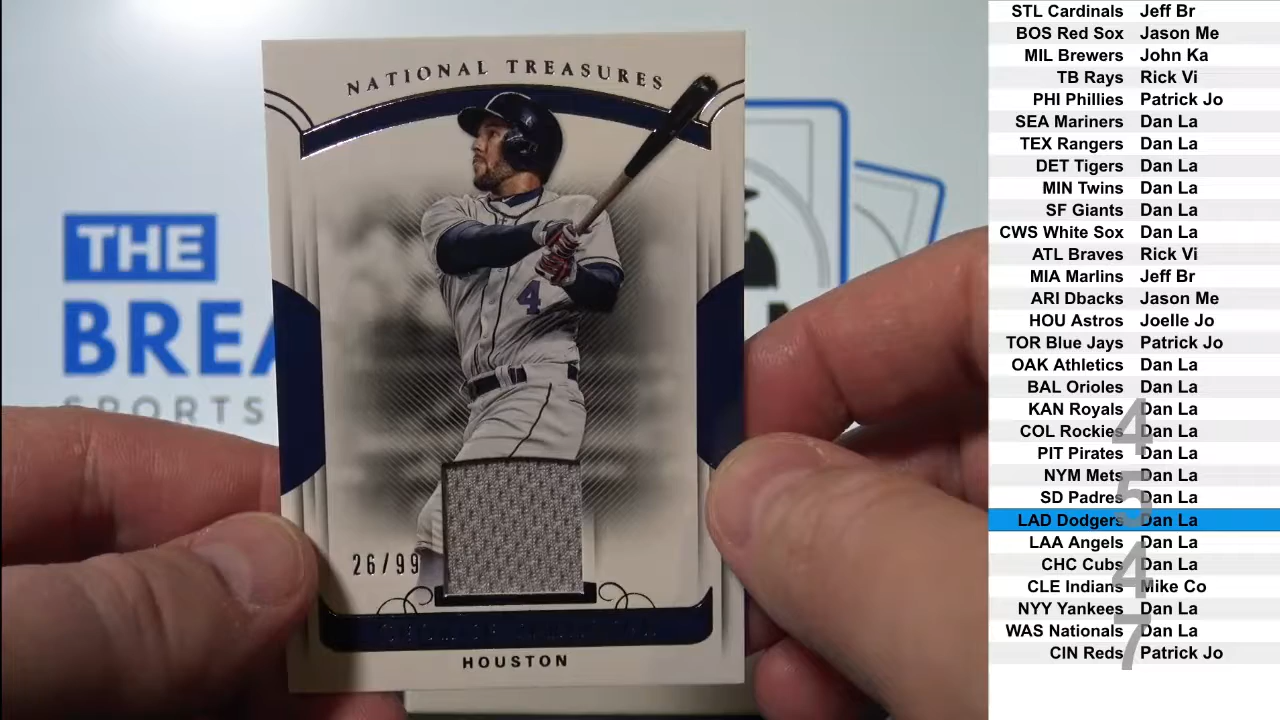 NATIONAL TREASURES
4
26/99
HOUSTON
THE
BREA
SPORTS
STL Cardinals Jeff Br
BOS Red Sox Jason Me
MIL Brewers John Ka
TB Rays Rick Vi
PHI Phillies Patrick Jo
SEA Mariners Dan La
TEX Rangers Dan La
DET Tigers Dan La
MIN Twins Dan La
SF Giants Dan La
CWS White Sox Dan La
ATL Braves Rick Vi
MIA Marlins Jeff Br
ARI Dbacks Jason Me
HOU Astros Joelle Jo
TOR Blue Jays Patrick Jo
OAK Athletics Dan La
BAL Orioles Dan La
KAN Royals Dan La
COL Rockies Dan La
PIT Pirates Dan La
NYM Mets Dan La
SD Padres Dan La
LAD Dodgers Dan La
LAA Angels Dan La
CHC Cubs Dan La
CLE Indians Mike Co
NYY Yankees Dan La
WAS Nationals Dan La
CIN Reds Patrick Jo
4
5
4
7